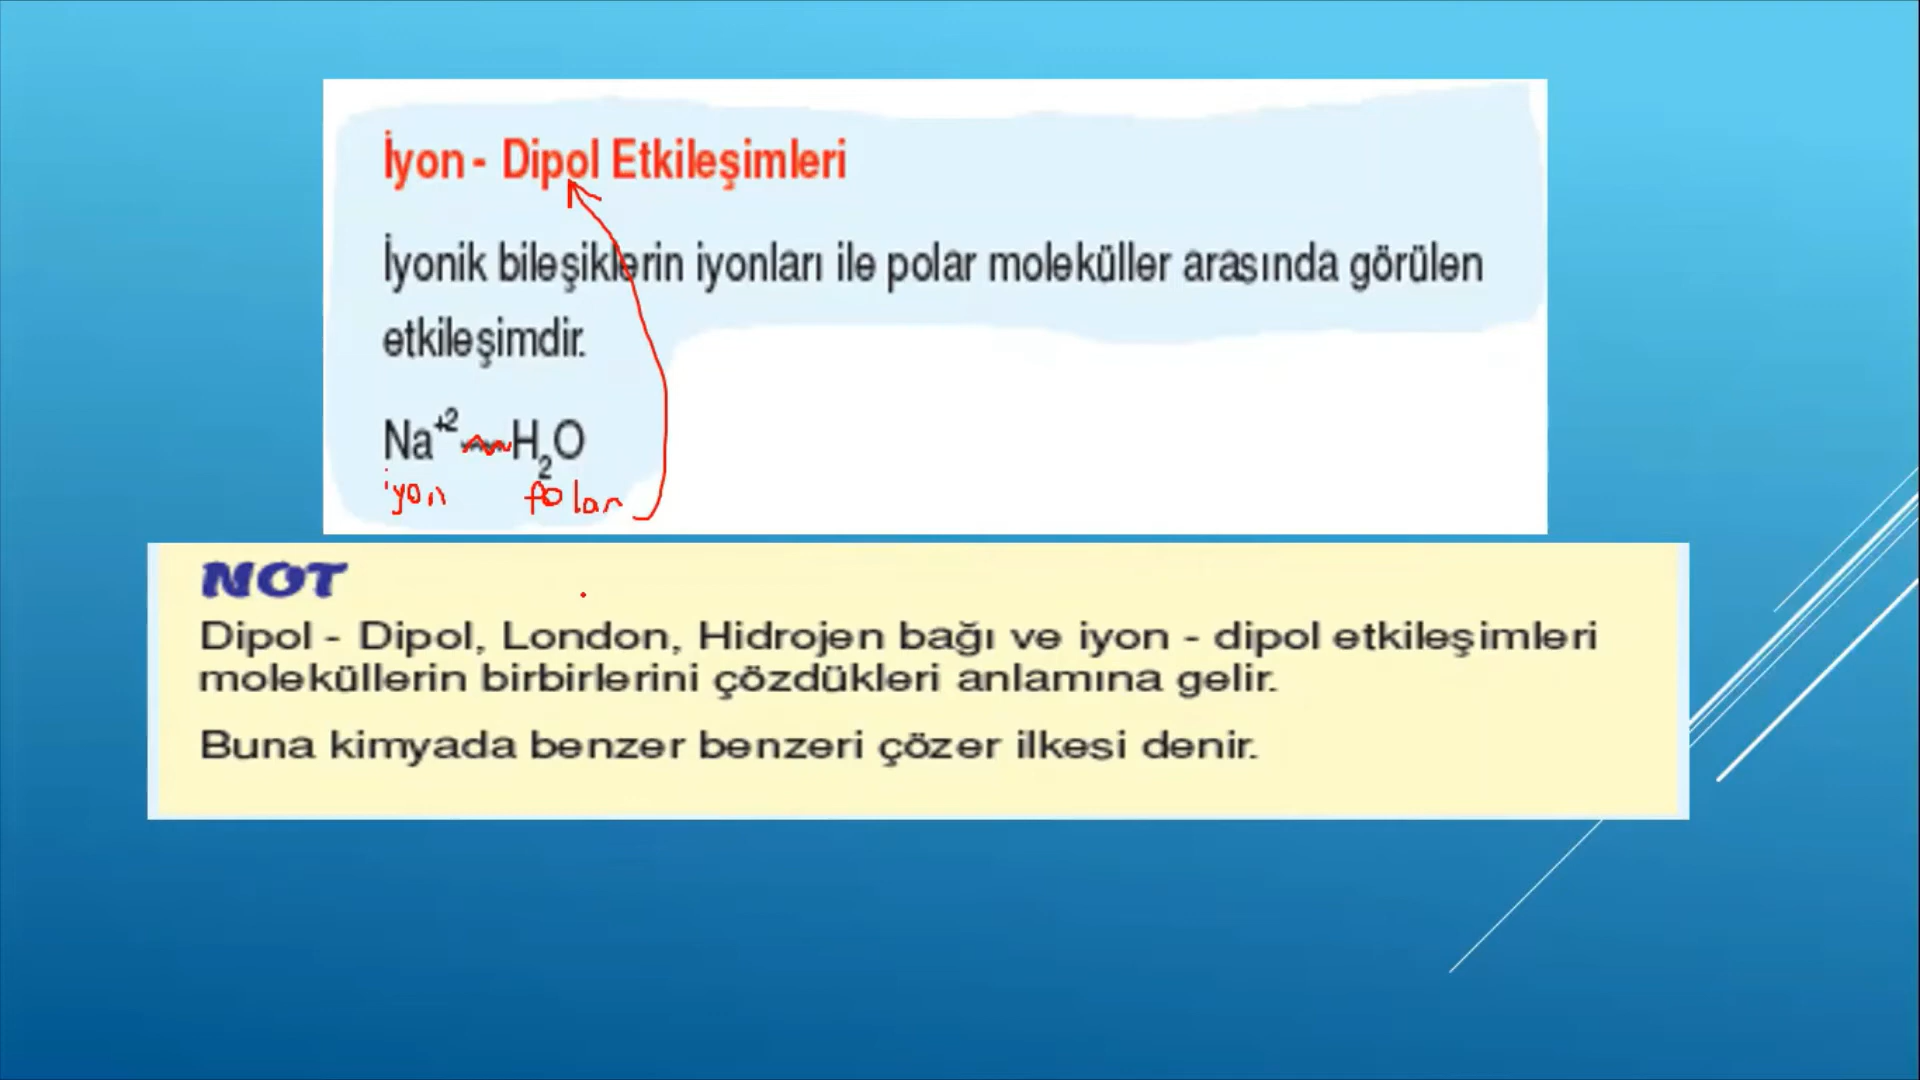 İyon - Dipol Etkileşimleri
İyonik bileşiklerin iyonları ile polar moleküller arasında görülen
etkileşimdir.
Na⁺² H₂O
iyon polar
NOT
Dipol - Dipol, London, Hidrojen bağı ve iyon - dipol etkileşimleri
moleküllerin birbirlerini çözdükleri anlamına gelir.
Buna kimyada benzer benzeri çözer ilkesi denir.